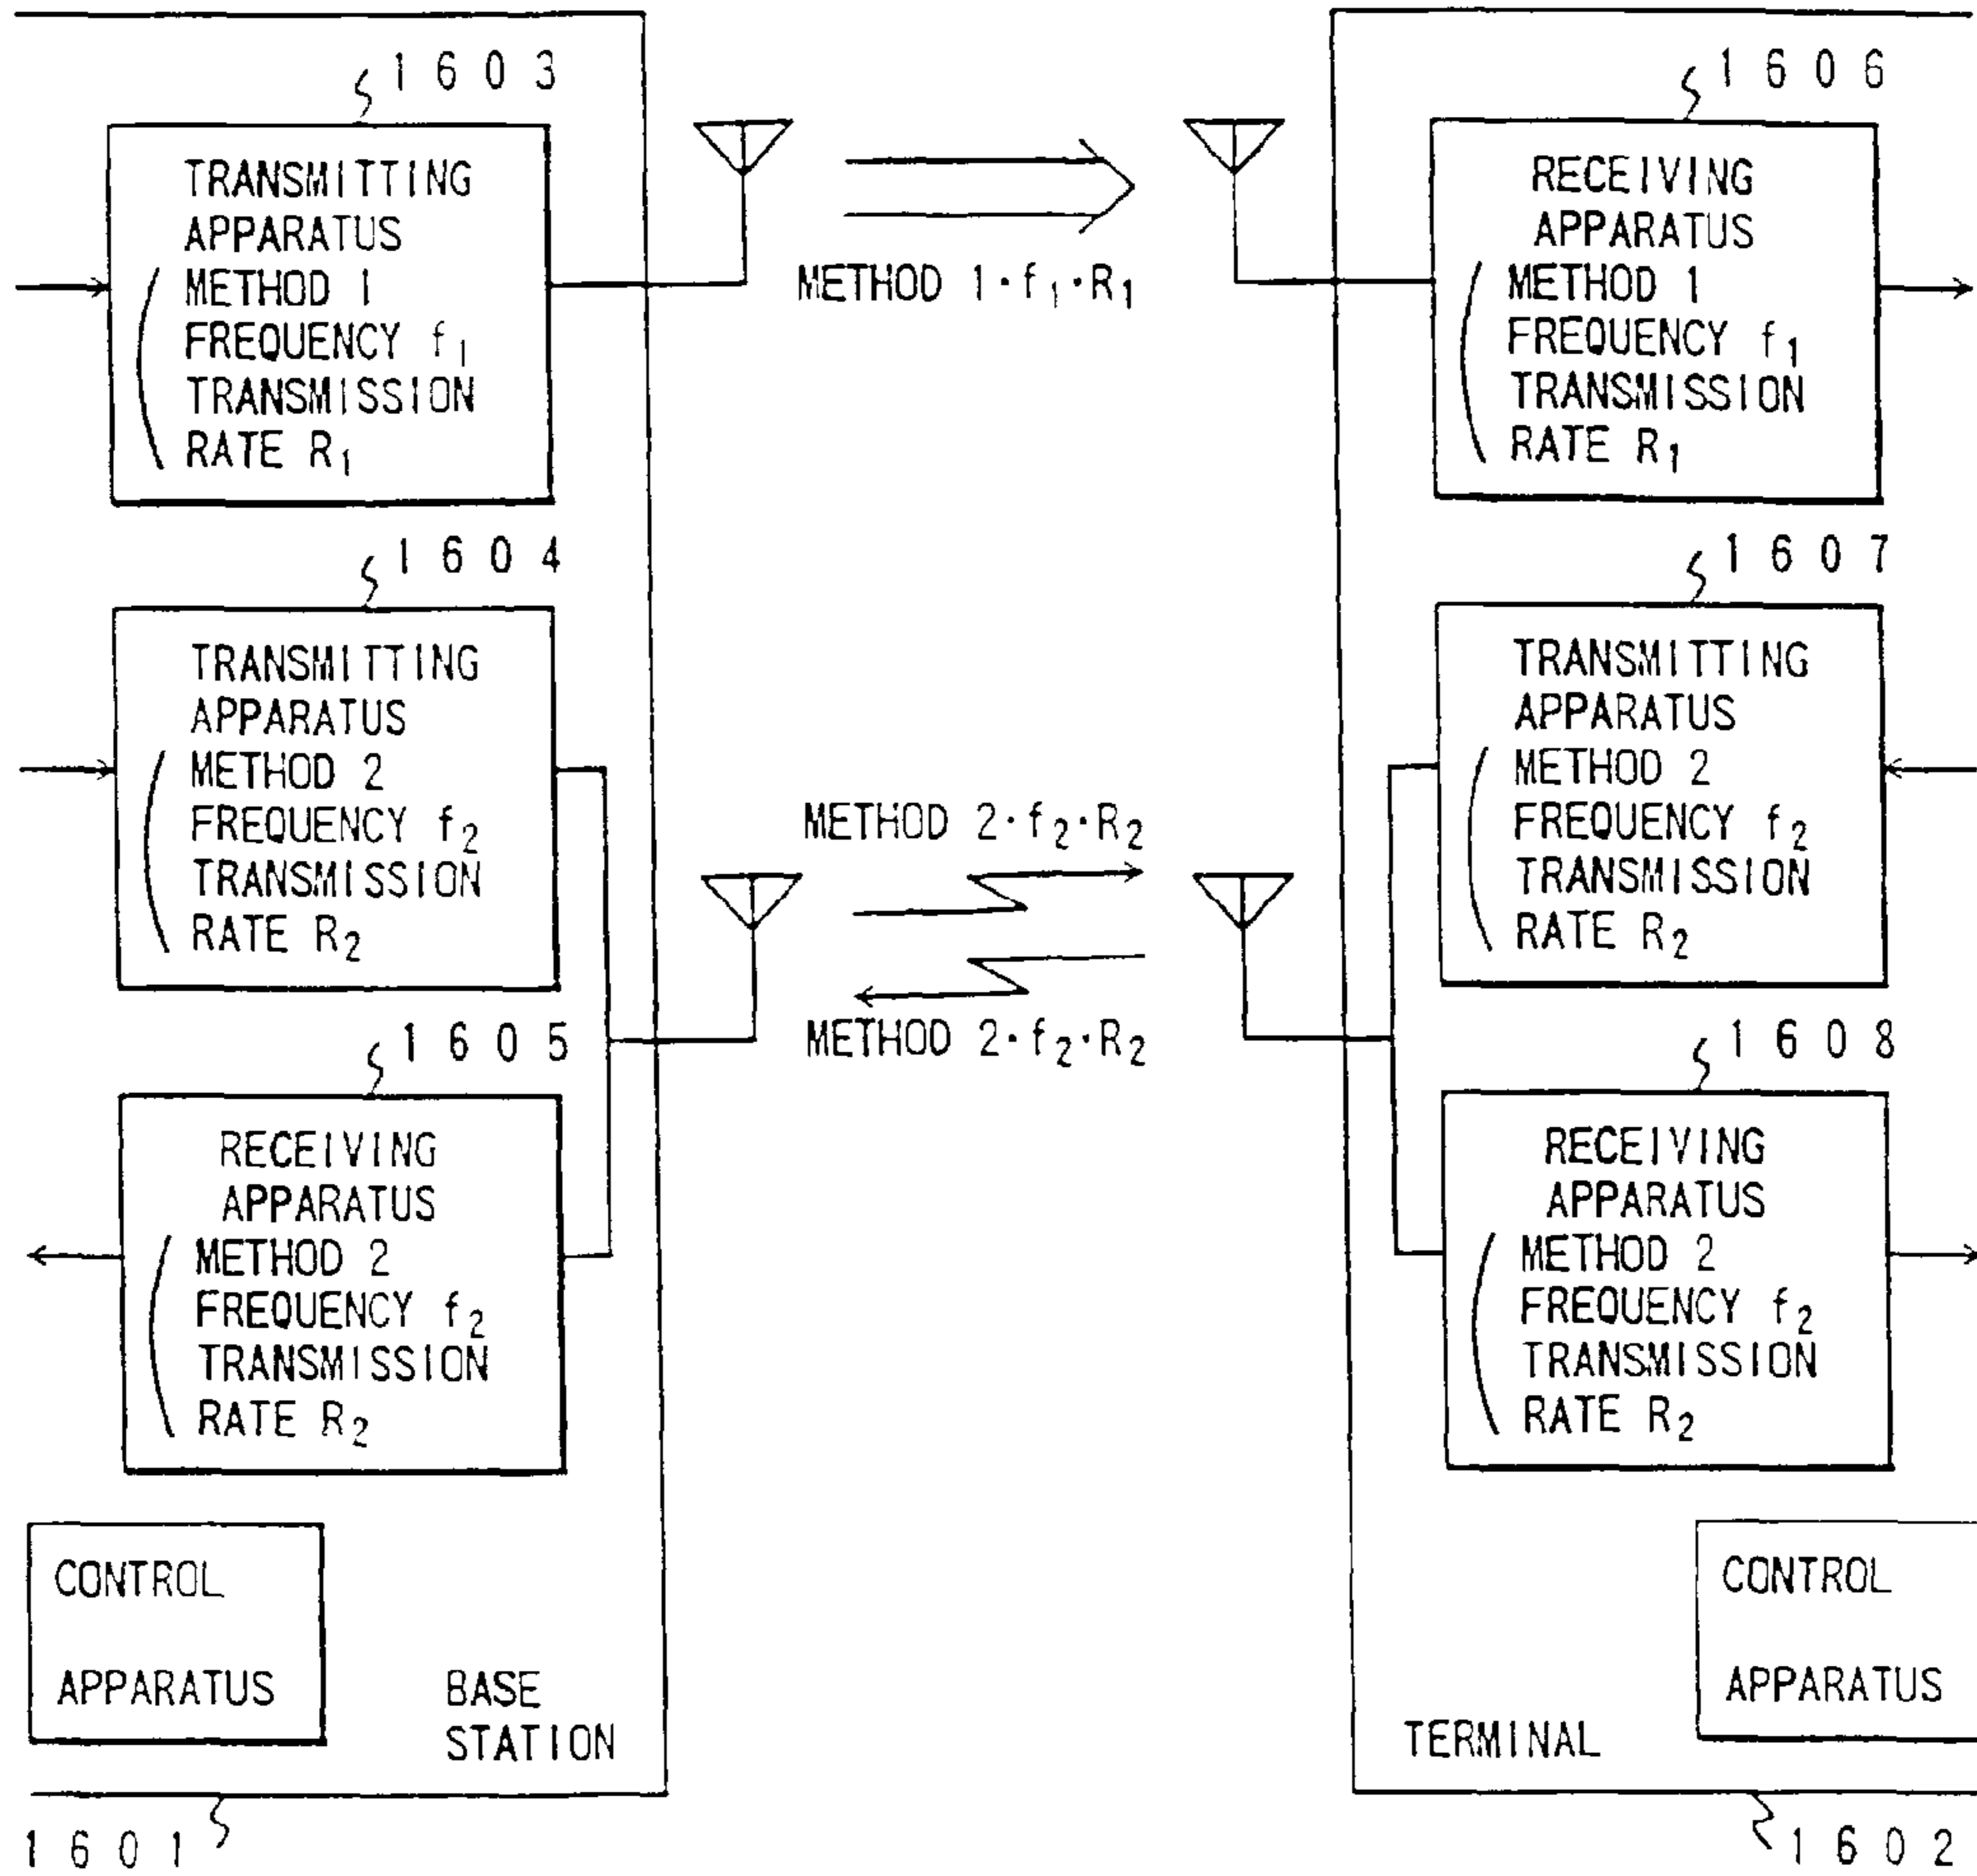 1603
TRANSMITTING
APPARATUS
METHOD 1
FREQUENCY f₁
TRANSMISSION
RATE R₁
1604
TRANSMITTING
APPARATUS
METHOD 2
FREQUENCY f₂
TRANSMISSION
RATE R₂
1605
RECEIVING
APPARATUS
METHOD 2
FREQUENCY f₂
TRANSMISSION
RATE R₂
CONTROL
APPARATUS
BASE
STATION
1601
METHOD 1·f₁·R₁
METHOD 2·f₂·R₂
METHOD 2·f₂·R₂
1606
RECEIVING
APPARATUS
METHOD 1
FREQUENCY f₁
TRANSMISSION
RATE R₁
1607
TRANSMITTING
APPARATUS
METHOD 2
FREQUENCY f₂
TRANSMISSION
RATE R₂
1608
RECEIVING
APPARATUS
METHOD 2
FREQUENCY f₂
TRANSMISSION
RATE R₂
TERMINAL
CONTROL
APPARATUS
1602